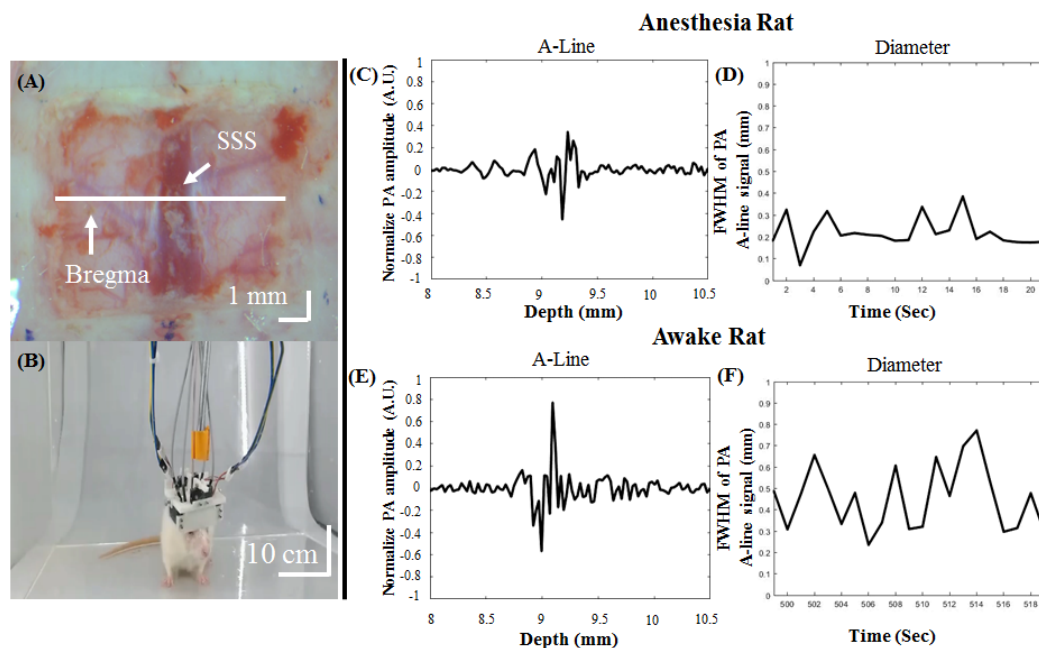 Anesthesia Rat
(A)
SSS
Bregma
1 mm
(B)
10 cm
(C)
A-Line
Normalize PA amplitude (A.U.)
1
0.8
0.6
0.4
0.2
0
-0.2
-0.4
-0.6
-0.8
-1
8 8.5 9 9.5 10 10.5
Depth (mm)
(D)
Diameter
FWHM of PA
A-line signal (mm)
1
0.9
0.8
0.7
0.6
0.5
0.4
0.3
0.2
0.1
0
2 4 6 8 10 12 14 16 18 20
Time (Sec)
Awake Rat
(E)
A-Line
Normalize PA amplitude (A.U.)
1
0.8
0.6
0.4
0.2
0
-0.2
-0.4
-0.6
-0.8
-1
8 8.5 9 9.5 10 10.5
Depth (mm)
(F)
Diameter
FWHM of PA
A-line signal (mm)
1
0.9
0.8
0.7
0.6
0.5
0.4
0.3
0.2
0.1
0
500 502 504 506 508 510 512 514 516 518
Time (Sec)